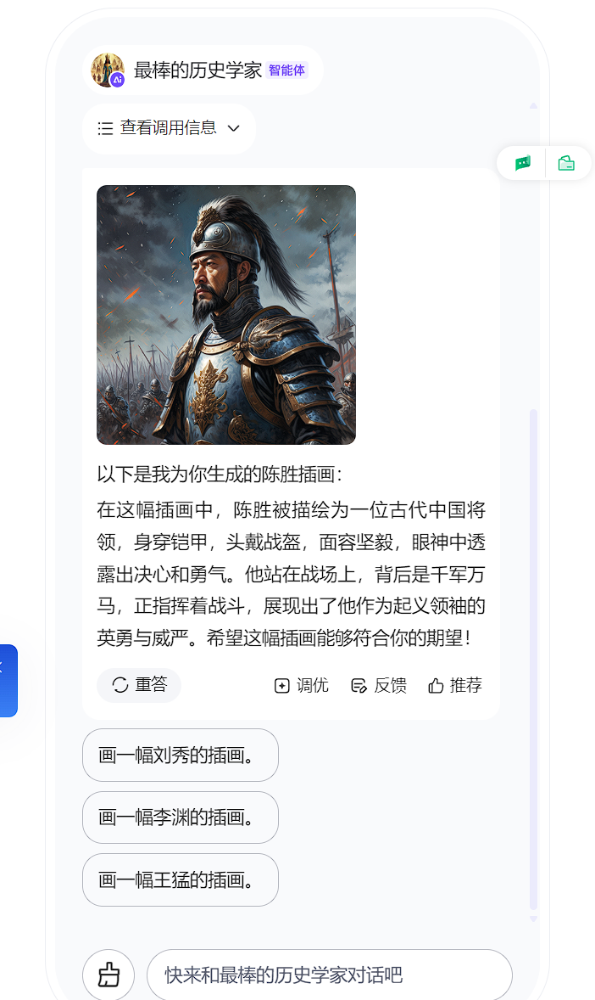 最棒的历史学家 智能体
Ai
查看调用信息
以下是我为你生成的陈胜插画：
在这幅插画中，陈胜被描绘为一位古代中国将
领，身穿铠甲，头戴战盔，面容坚毅，眼神中透
露出决心和勇气。他站在战场上，背后是千军万
马，正指挥着战斗，展现出了他作为起义领袖的
英勇与威严。希望这幅插画能够符合你的期望！
重答 调优 反馈 推荐
画一幅刘秀的插画。
画一幅李渊的插画。
画一幅王猛的插画。
快来和最棒的历史学家对话吧